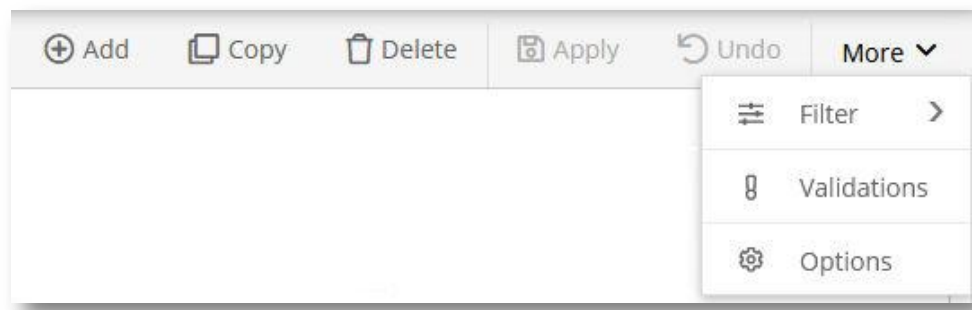 Add Copy Delete Apply Undo More
Filter
Validations
Options